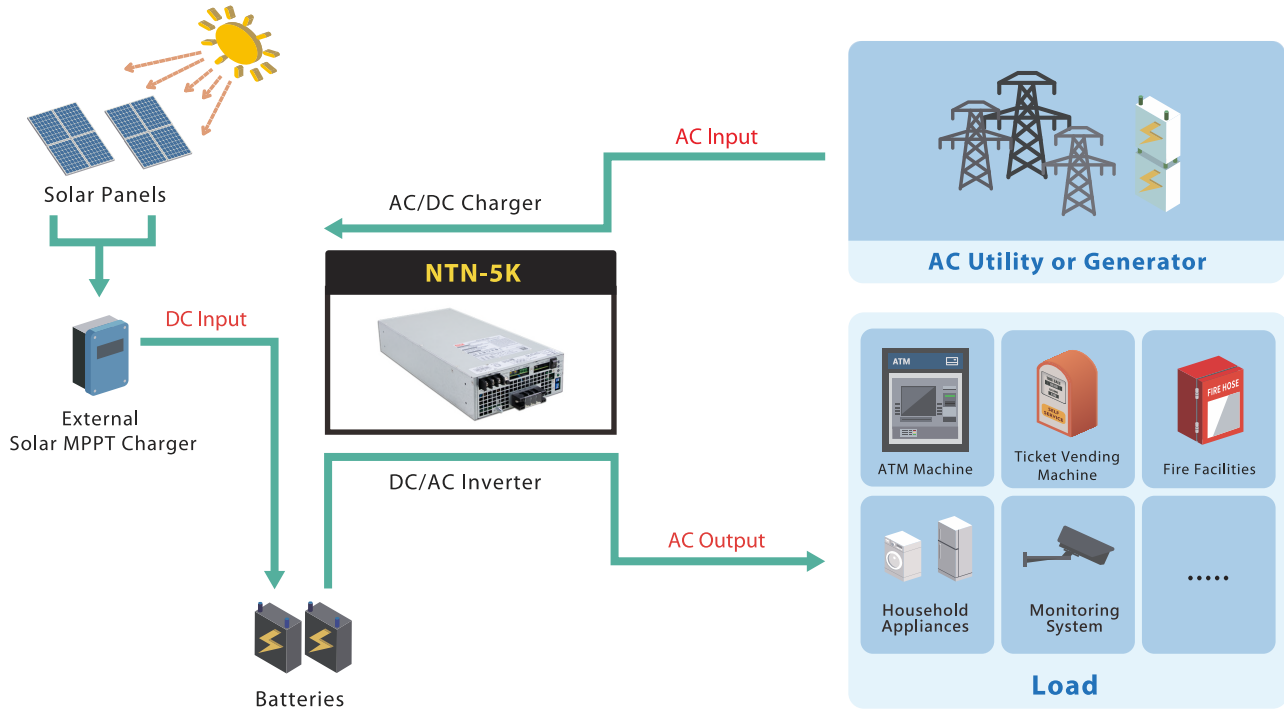 Solar Panels
External
Solar MPPT Charger
DC Input
Batteries
AC Input
AC/DC Charger
NTN-5K
DC/AC Inverter
AC Output
AC Utility or Generator
ATM
ATM Machine
SELF
SERVICE
Ticket Vending
Machine
FIRE HOSE
Fire Facilities
Household
Appliances
Monitoring
System
.....
Load